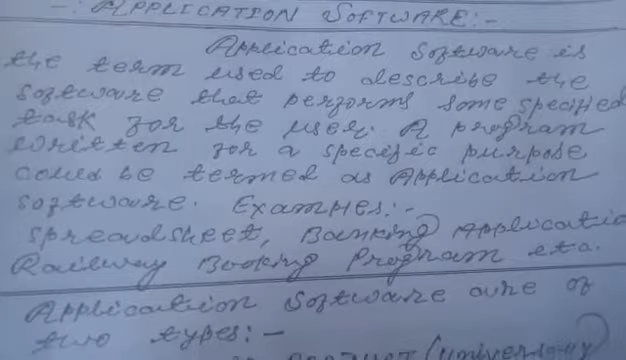 -: APPLICATION SOFTWARE:-
Application Software is
the term used to describe the
software that performs some specified
task for the user. A program
written for a specific purpose
could be termed as Application
software. Examples:-
spreadsheet, Banking Application
Railway Booking Program etc.
Application Software are of
two types:-
PRODUCT (university)